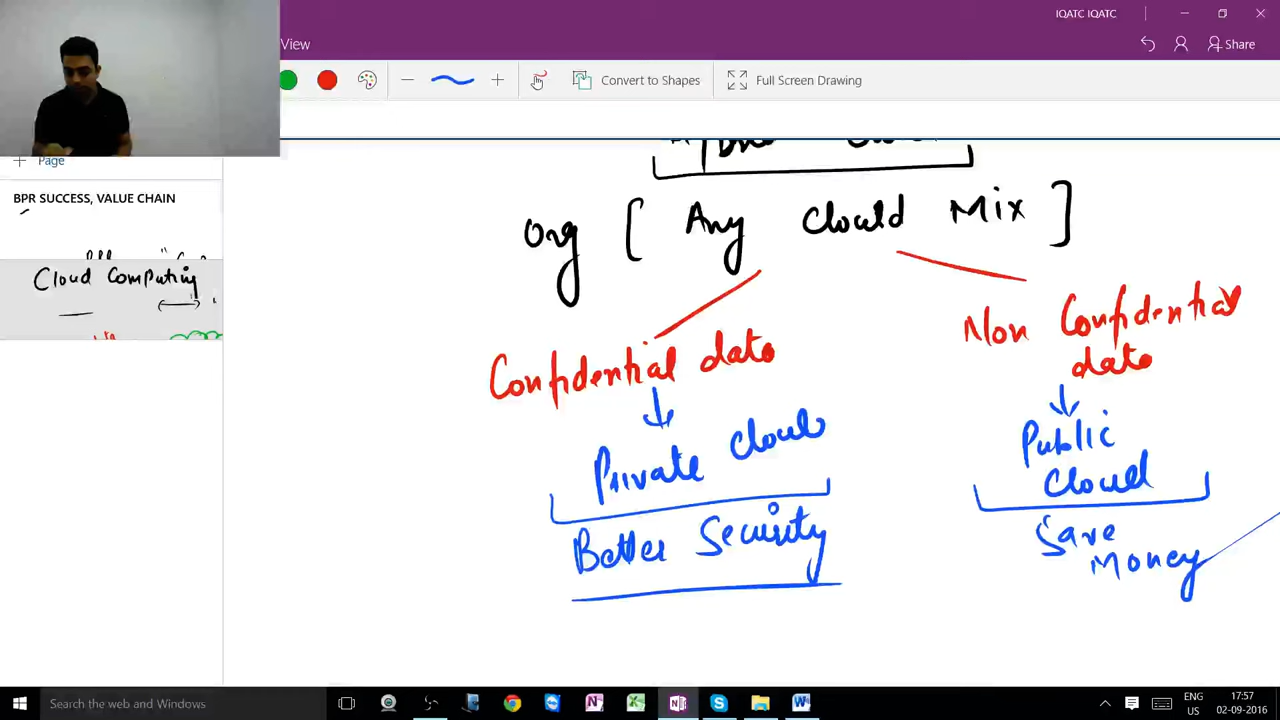 IQATC IQATC
View
Share
Convert to Shapes
Full Screen Drawing
Page
BPR SUCCESS, VALUE CHAIN
Cloud Computing
Org [ Any Cloud Mix ]
Confidential data
Non Confidential
data
Private Cloud
Public
Cloud
Better Security
Save
Money
Search the web and Windows
ENG
US
17:57
02-09-2016